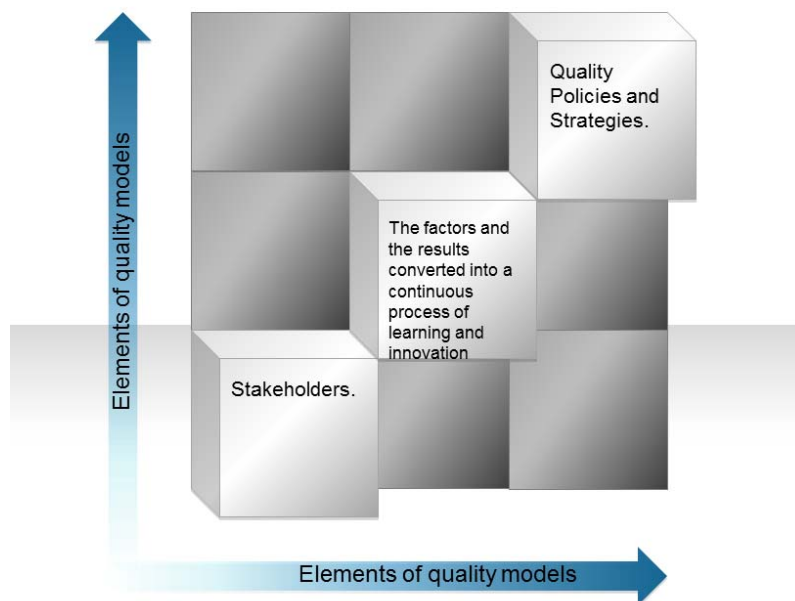 Quality
Policies and
Strategies.
The factors and
the results
converted into a
continuous
process of
learning and
innovation
Stakeholders.
Elements of quality models
Elements of quality models